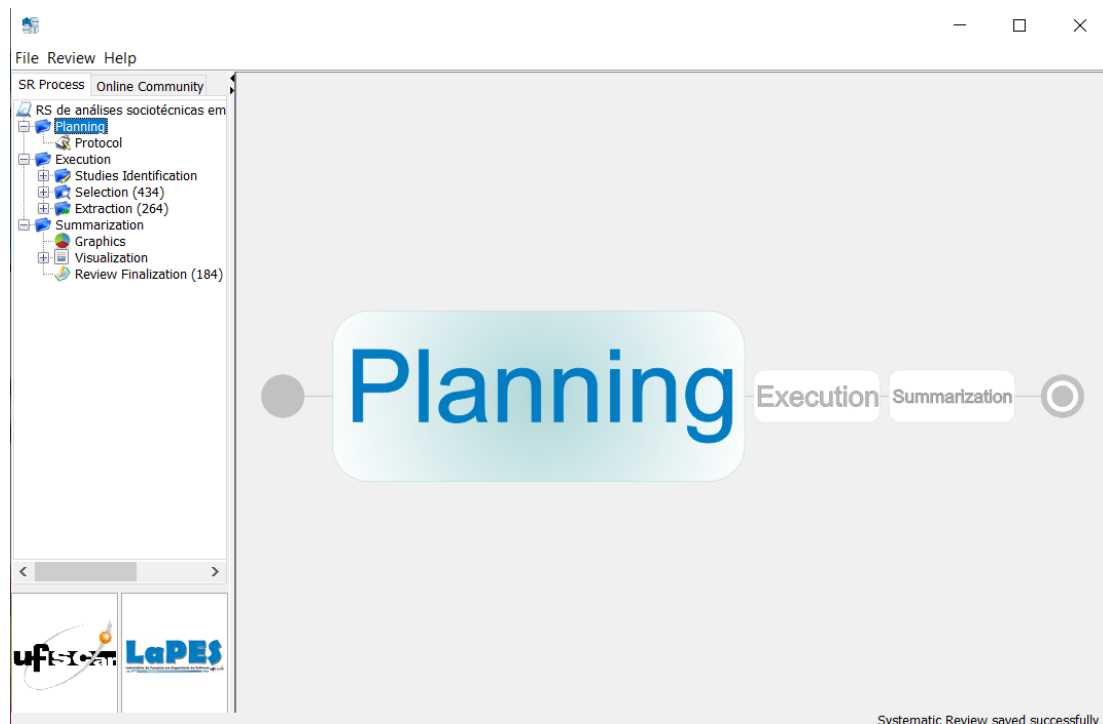 File Review Help
SR Process Online Community
RS de análises sociotécnicas em
Planning
Protocol
Execution
Studies Identification
Selection (434)
Extraction (264)
Summarization
Graphics
Visualization
Review Finalization (184)
Planning Execution Summarization
ufscar LaPES
Systematic Review saved successfully